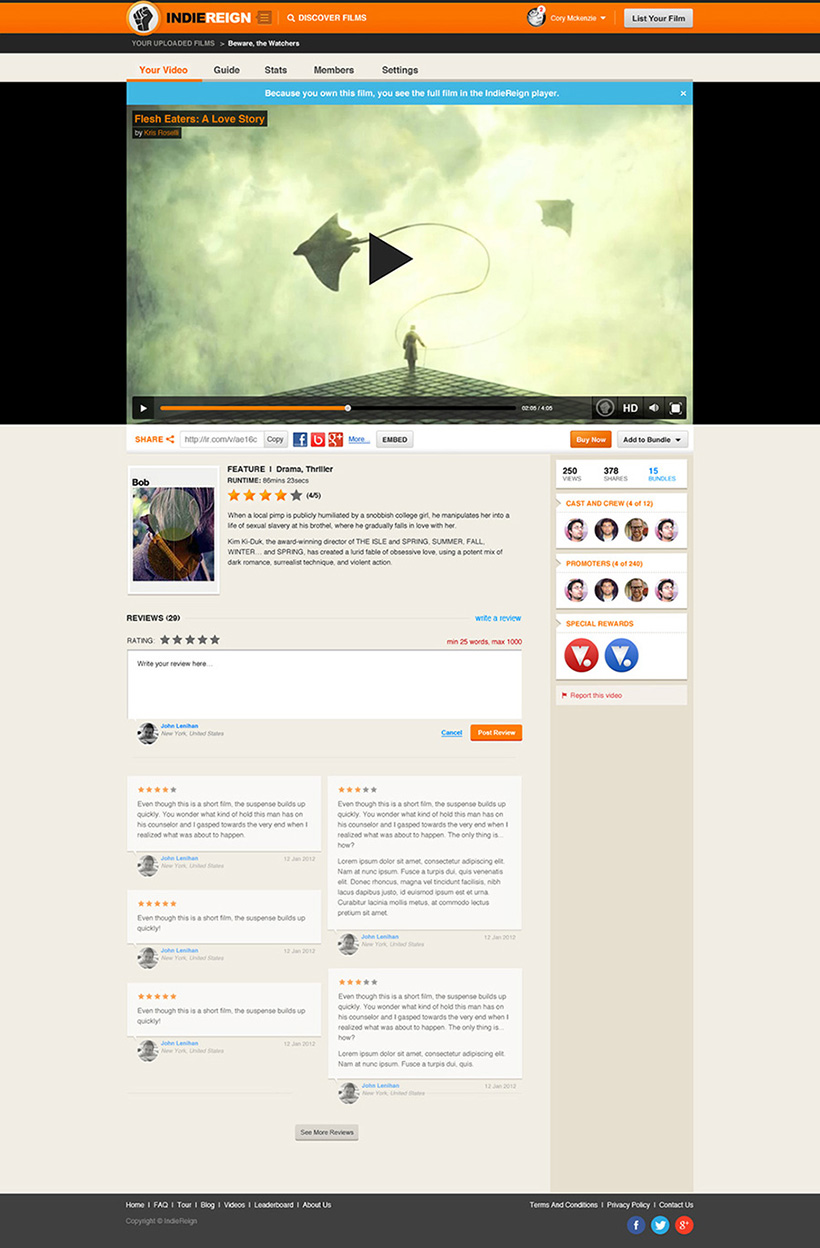 INDIEREIGN
DISCOVER FILMS
2
Cory Mckenzie
List Your Film
YOUR UPLOADED FILMS > Beware, the Watchers
Your Video Guide Stats Members Settings
Because you own this film, you see the full film in the IndieReign player.
Flesh Eaters: A Love Story
by Kris Roselli
02:05 / 4:05
HD
SHARE
http://ir.com/v/ae16c
Copy
g+1
More...
EMBED
Buy Now
Add to Bundle
Bob
FEATURE I Drama, Thriller
RUNTIME: 86mins 23secs
(4/5)
When a local pimp is publicly humiliated by a snobbish college girl, he manipulates her into a
life of sexual slavery at his brothel, where he gradually falls in love with her.
Kim Ki-Duk, the award-winning director of THE ISLE and SPRING, SUMMER, FALL,
WINTER... and SPRING, has created a lurid fable of obsessive love, using a potent mix of
dark romance, surrealist technique, and violent action.
250
VIEWS
378
SHARES
15
BUNDLES
CAST AND CREW (4 of 12)
PROMOTERS (4 of 240)
SPECIAL REWARDS
Report this video
REVIEWS (29)
write a review
RATING:
min 25 words, max 1000
Write your review here...
John Lenihan
New York, United States
Cancel
Post Review
Even though this is a short film, the suspense builds up
quickly. You wonder what kind of hold this man has on
his counselor and I gasped towards the very end when I
realized what was about to happen.
John Lenihan
New York, United States
12 Jan 2012
Even though this is a short film, the suspense builds up
quickly!
John Lenihan
New York, United States
12 Jan 2012
Even though this is a short film, the suspense builds up
quickly!
John Lenihan
New York, United States
12 Jan 2012
Even though this is a short film, the suspense builds up
quickly. You wonder what kind of hold this man has on
his counselor and I gasped towards the very end when I
realized what was about to happen. The only thing is...
how?
Lorem ipsum dolor sit amet, consectetur adipiscing elit.
Nam at nunc ipsum. Fusce a turpis dui, quis venenatis
elit. Donec rhoncus, magna vel tincidunt facilisis, nibh
lacus dapibus justo, id euismod ipsum est et urna.
Curabitur lacinia mollis metus, at commodo lectus
pretium sit amet.
John Lenihan
New York, United States
12 Jan 2012
Even though this is a short film, the suspense builds up
quickly. You wonder what kind of hold this man has on
his counselor and I gasped towards the very end when I
realized what was about to happen. The only thing is...
how?
Lorem ipsum dolor sit amet, consectetur adipiscing elit.
Nam at nunc ipsum. Fusce a turpis dui, quis.
John Lenihan
New York, United States
12 Jan 2012
See More Reviews
Home I FAQ I Tour I Blog I Videos I Leaderboard I About Us
Terms And Conditions I Privacy Policy I Contact Us
Copyright © IndieReign